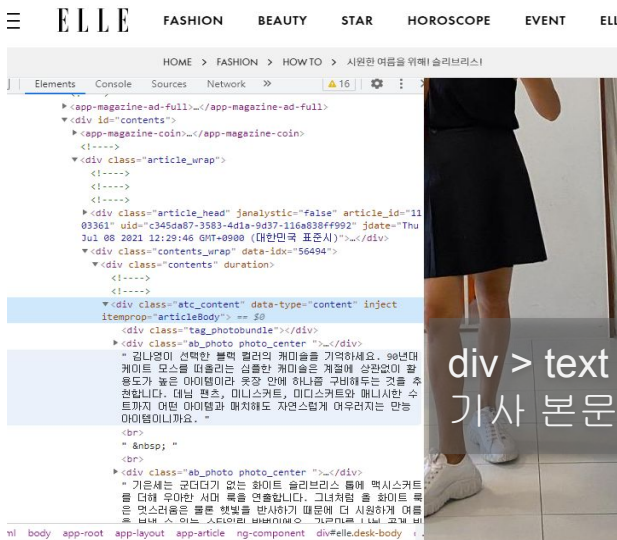 ELLE FASHION BEAUTY STAR HOROSCOPE EVENT ELL
HOME > FASHION > HOW TO > 시원한 여름을 위해! 슬리브리스!
Elements Console Sources Network » 16
▶<app-magazine-ad-full>…</app-magazine-ad-full>
▼<div id="contents">
▶<app-magazine-coin>…</app-magazine-coin>
<!---->
▼<div class="article_wrap">
<!---->
<!---->
<!---->
▶<div class="article_head" janalystic="false" article_id="11
03361" uid="c345da87-3583-4d1a-9d37-116a838ff992" jdate="Thu
Jul 08 2021 12:29:46 GMT+0900 (대한민국 표준시)">…</div>
▼<div class="contents_wrap" data-idx="56494">
▼<div class="contents" duration>
<!---->
<!---->
▼<div class="atc_content" data-type="content" inject
itemprop="articleBody"> == $0
<div class="tag_photobundle"></div>
▶<div class="ab_photo photo_center ">…</div>
" 김나영이 선택한 블랙 컬러의 캐미솔을 기억하세요. 90년대
케이트 모스를 떠올리는 심플한 캐미솔은 계절에 상관없이 활
용도가 높은 아이템이라 옷장 안에 하나쯤 구비해두는 것을 추
천합니다. 데님 팬츠, 미니스커트, 미디스커트와 매니시한 수
트까지 어떤 아이템과 매치해도 자연스럽게 어우러지는 만능
아이템이니까요. "
<br>
" &nbsp; "
<br>
▶<div class="ab_photo photo_center ">…</div>
" 기은세는 군더더기 없는 화이트 슬리브리스 톱에 맥시스커트
를 더해 우아한 서머 룩을 연출합니다. 그녀처럼 올 화이트 룩
은 멋스러움은 물론 햇빛을 반사하기 때문에 더 시원하게 여름
div > text
기사 본문
ml body app-root app-layout app-article ng-component div#elle.desk-body